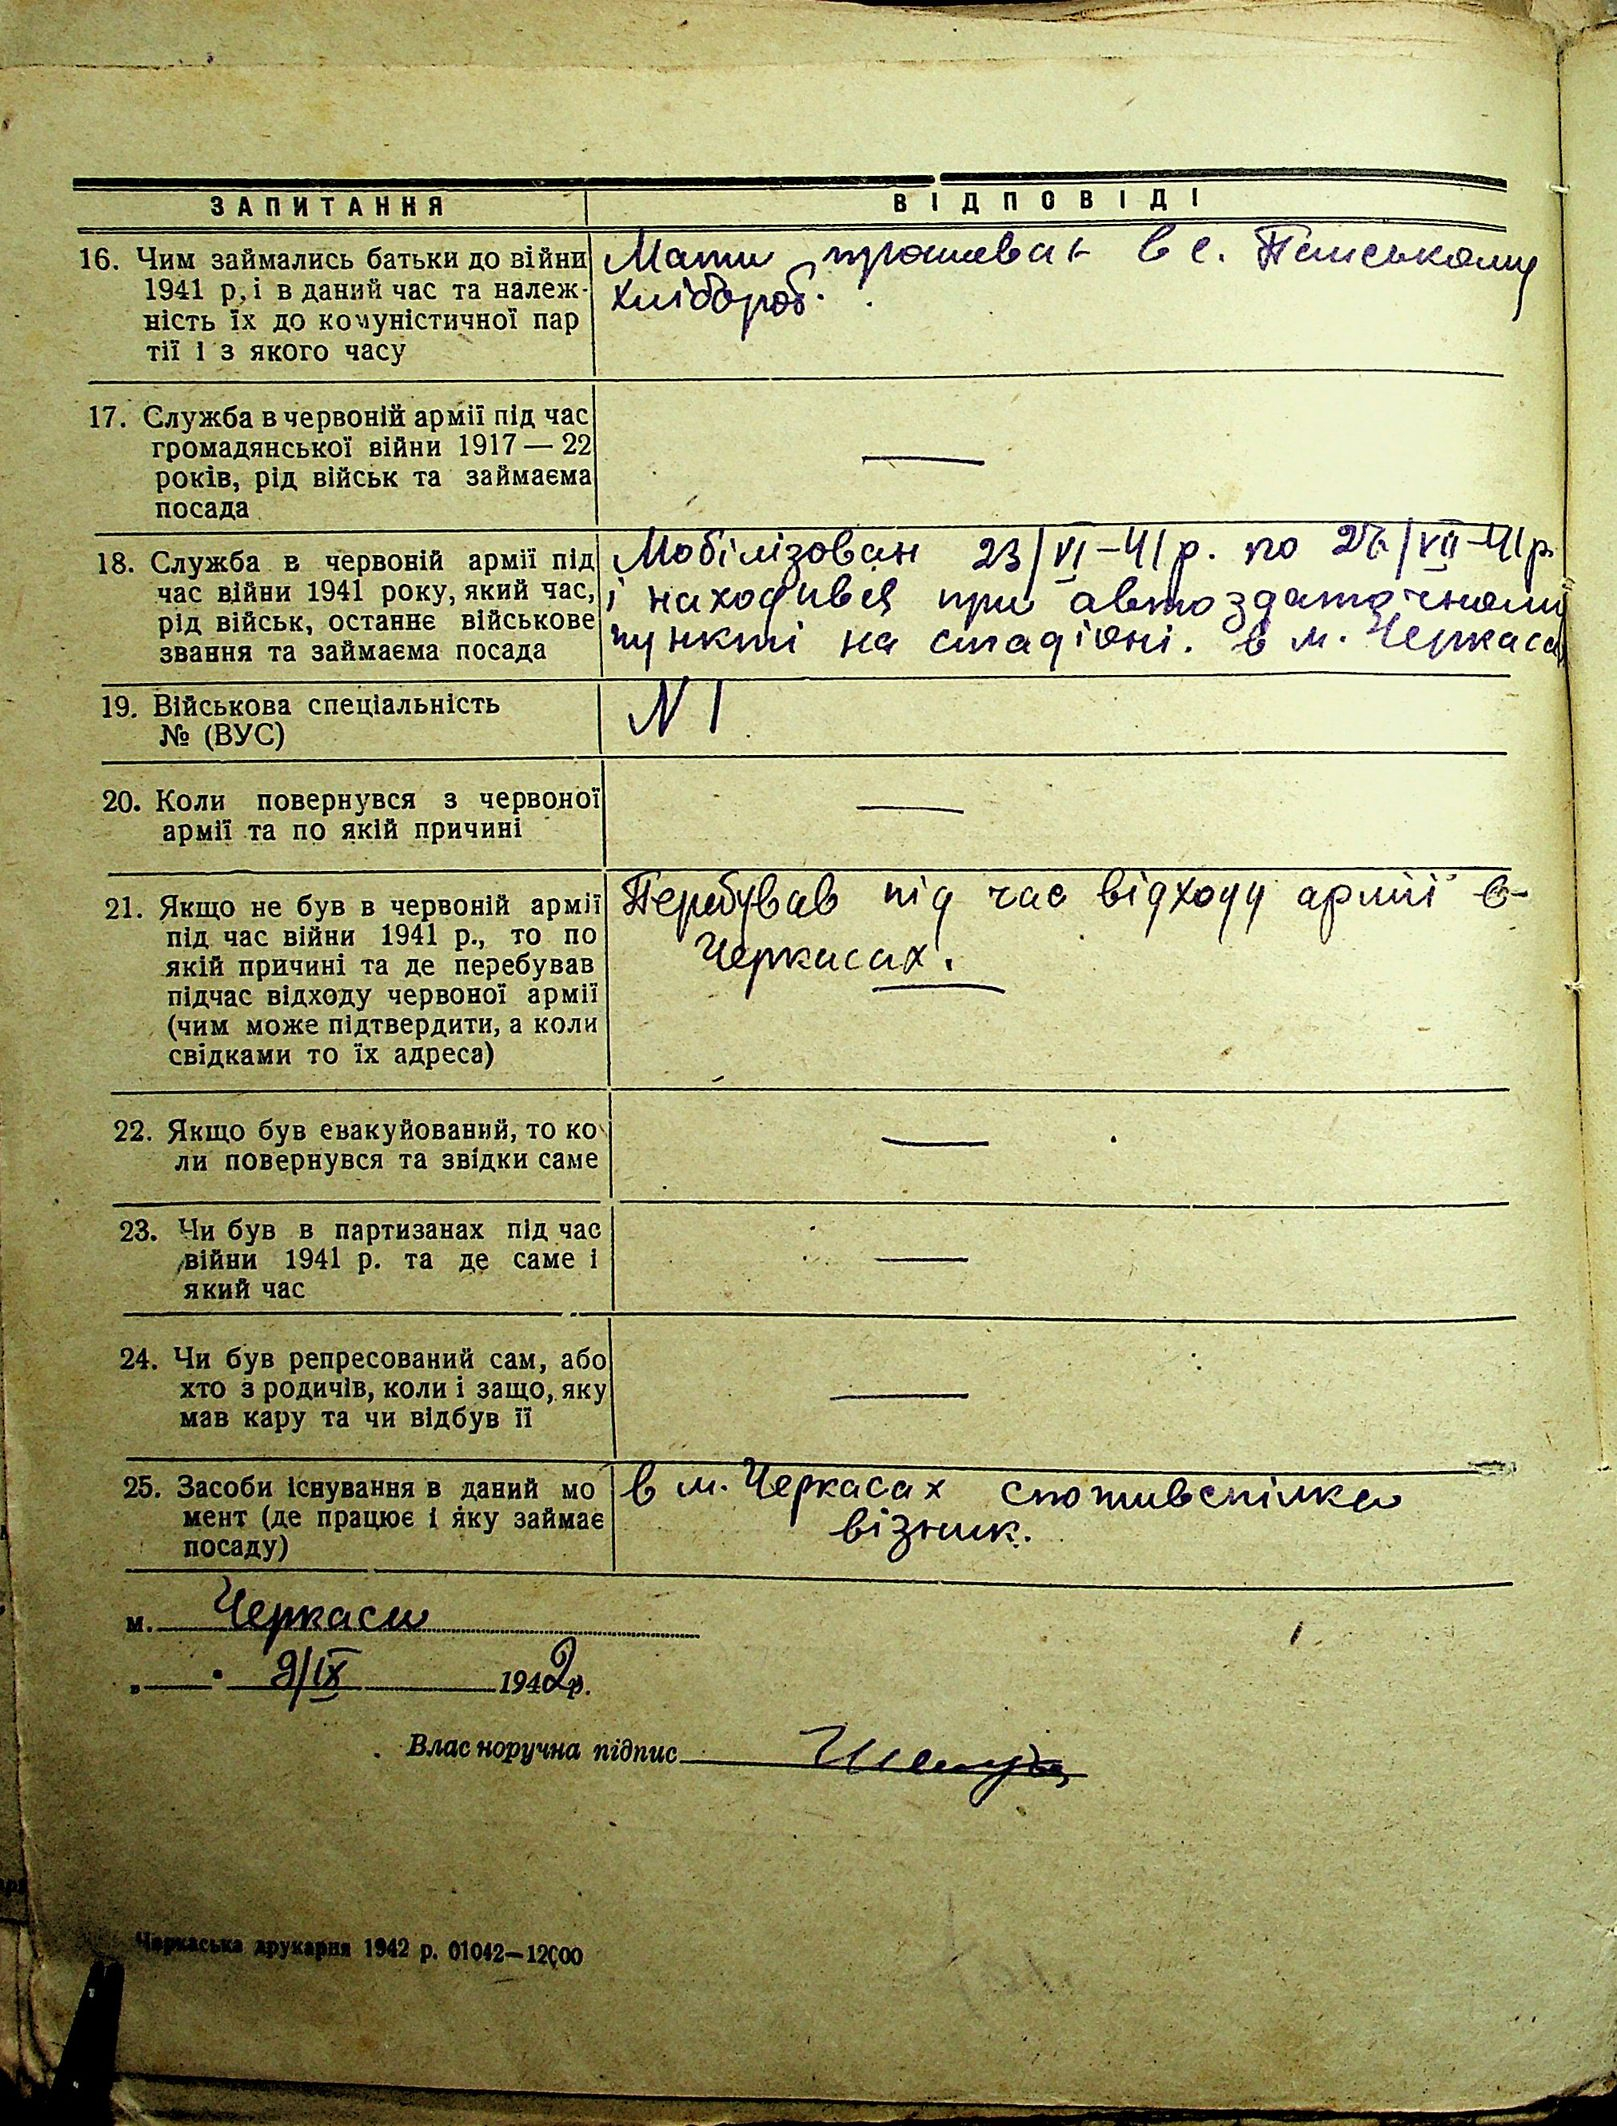 ЗАПИТАННЯ
ВІДПОВІДІ
16. Чим займались батьки до війни
1941 р, і в даний час та належ-
ність їх до комуністичної пар
тії і з якого часу
Мати в с.
хлібороб.
17. Служба в червоній армії під час
громадянської війни 1917 — 22
років, рід військ та займаєма
посада
—
18. Служба в червоній армії під
час війни 1941 року, який час,
рід військ, останнє військове
звання та займаєма посада
Мобілізован 23/VI-41р. по /VII-41р.
і находився при автоздаточному
пункті на стадіоні. в м. Черкаси
19. Військова спеціальність
№ (ВУС)
N 1
20. Коли повернувся з червоної
армії та по якій причині
—
21. Якщо не був в червоній армії
під час війни 1941 р., то по
якій причині та де перебував
підчас відходу червоної армії
(чим може підтвердити, а коли
свідками то їх адреса)
Перебував під час відходу армії в
Черкасах.
22. Якщо був евакуйований, то ко
ли повернувся та звідки саме
—
23. Чи був в партизанах під час
війни 1941 р. та де саме і
який час
—
24. Чи був репресований сам, або
хто з родичів, коли і защо, яку
мав кару та чи відбув її
—
25. Засоби існування в даний мо
мент (де працює і яку займає
посаду)
в м. Черкасах споживспілка
візник.
м. Черкаси
9/IX 1942р.
Власноручна підпис
Черкаська друкарня 1942 р. 01042—12000